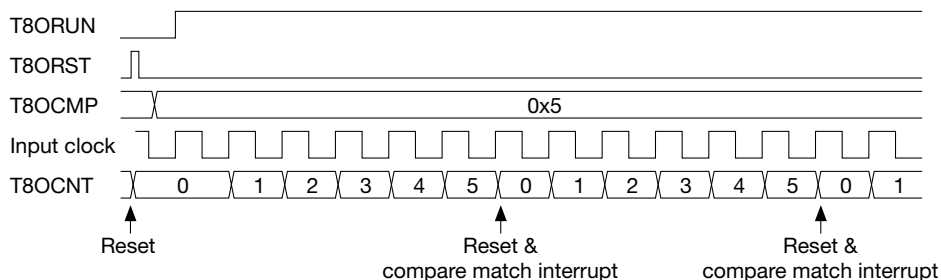 T8ORUN
T8ORST
T8OCMP 0x5
Input clock
T8OCNT 0 1 2 3 4 5 0 1 2 3 4 5 0 1
Reset Reset & Reset &
compare match interrupt compare match interrupt